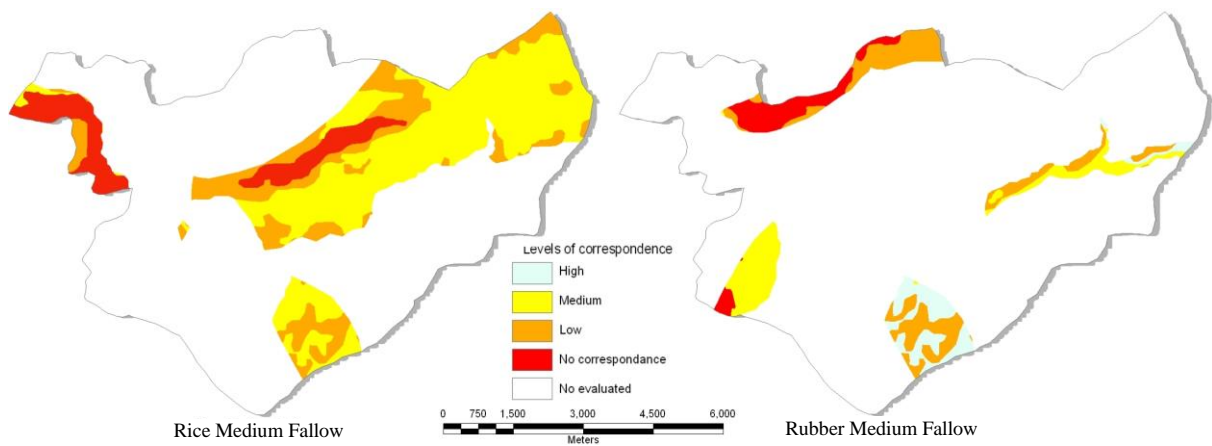 Levels of correspondence
High
Medium
Low
No correspondance
No evaluated
0 750 1,500 3,000 4,500 6,000
Meters
Rice Medium Fallow
Rubber Medium Fallow